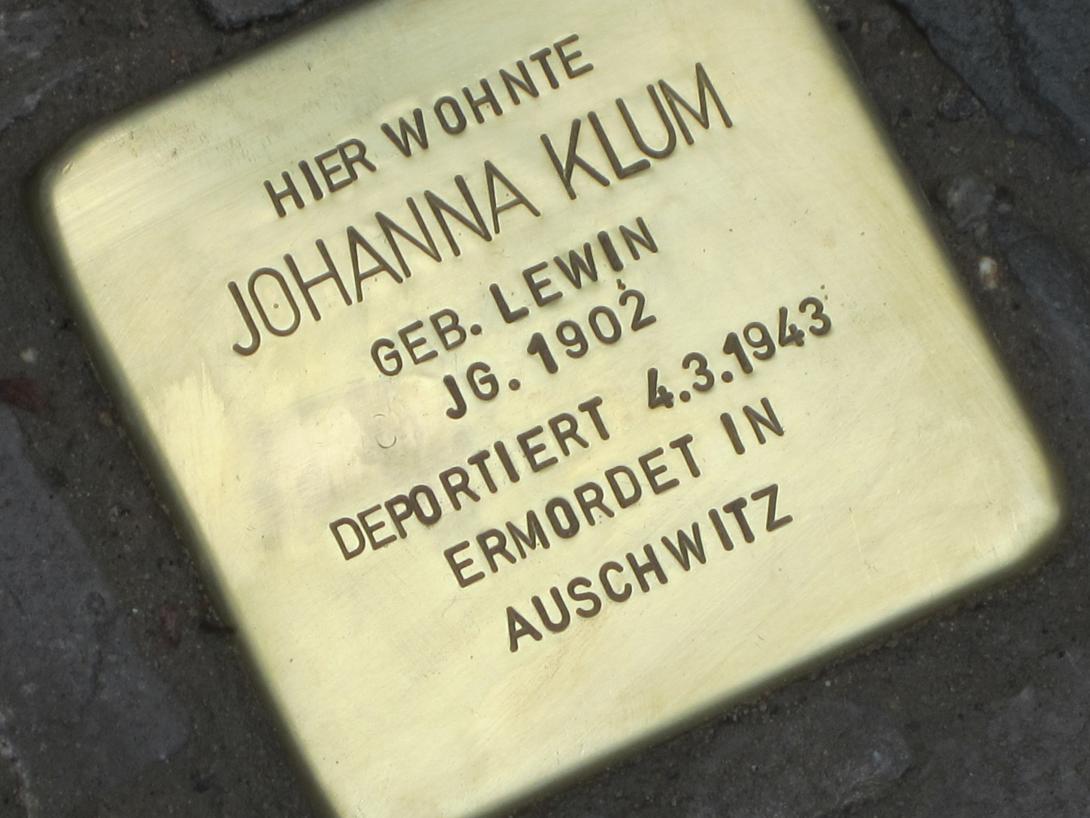 HIER WOHNTE
JOHANNA KLUM
GEB. LEWIN
JG. 1902
DEPORTIERT 4.3.1943
ERMORDET IN
AUSCHWITZ